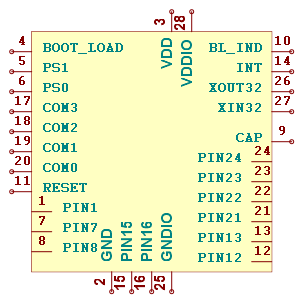 3 28
VDD VDDIO
4 BOOT_LOAD BL_IND 10
5 PS1 INT 14
6 PS0 XOUT32 26
17 COM3 XIN32 27
18 COM2
19 COM1 CAP 9
20 COM0 PIN24 24
11 RESET PIN23 23
1 PIN1 PIN22 22
7 PIN7 PIN21 21
8 PIN8 PIN13 13
PIN12 12
GND PIN15 PIN16 GNDIO
2 15 16 25